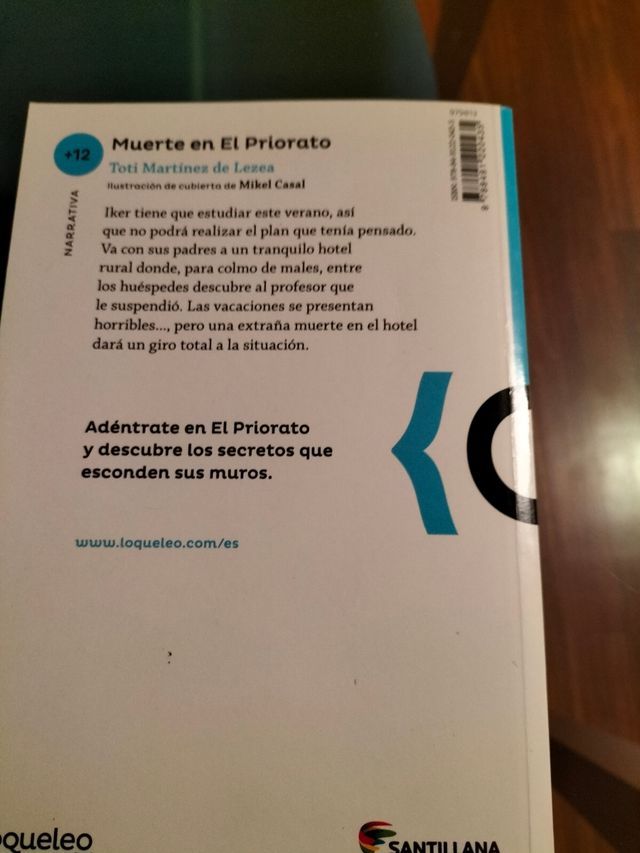 +12
Muerte en El Priorato
Toti Martínez de Lezea
Ilustración de cubierta de Mikel Casal
NARRATIVA
Iker tiene que estudiar este verano, así
que no podrá realizar el plan que tenía pensado.
Va con sus padres a un tranquilo hotel
rural donde, para colmo de males, entre
los huéspedes descubre al profesor que
le suspendió. Las vacaciones se presentan
horribles..., pero una extraña muerte en el hotel
dará un giro total a la situación.
Adéntrate en El Priorato
y descubre los secretos que
esconden sus muros.
www.loqueleo.com/es
oqueleo
SANTILLANA